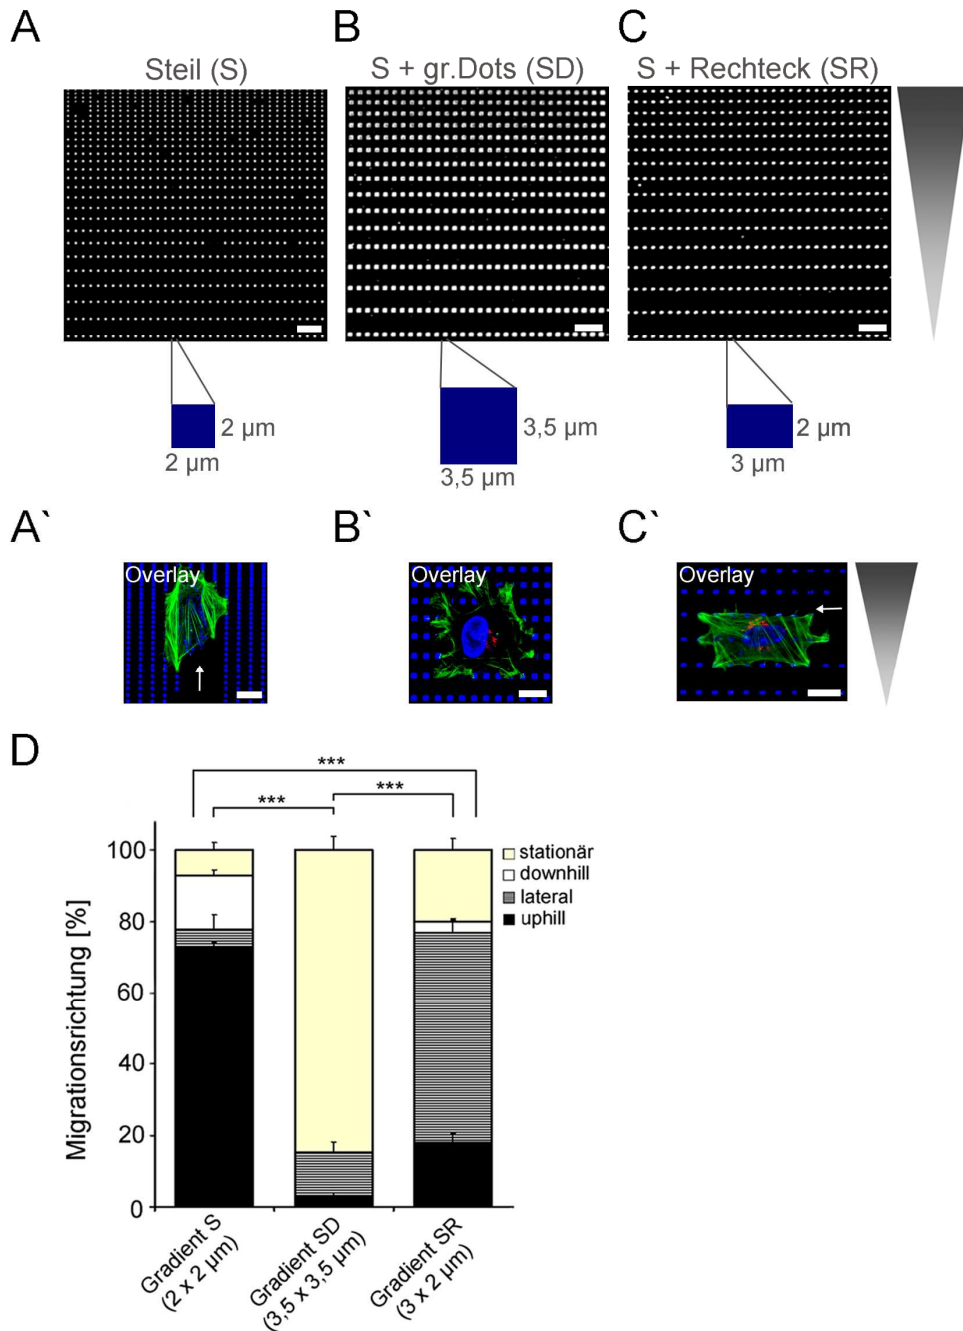 A
B
C
Steil (S)
S + gr.Dots (SD)
S + Rechteck (SR)
2 µm
2 µm
3,5 µm
3,5 µm
2 µm
3 µm
A`
B`
C`
Overlay
Overlay
Overlay
D
***
***
***
Migrationsrichtung [%]
100
80
60
40
20
0
stationär
downhill
lateral
uphill
Gradient S
(2 x 2 µm)
Gradient SD
(3,5 x 3,5 µm)
Gradient SR
(3 x 2 µm)